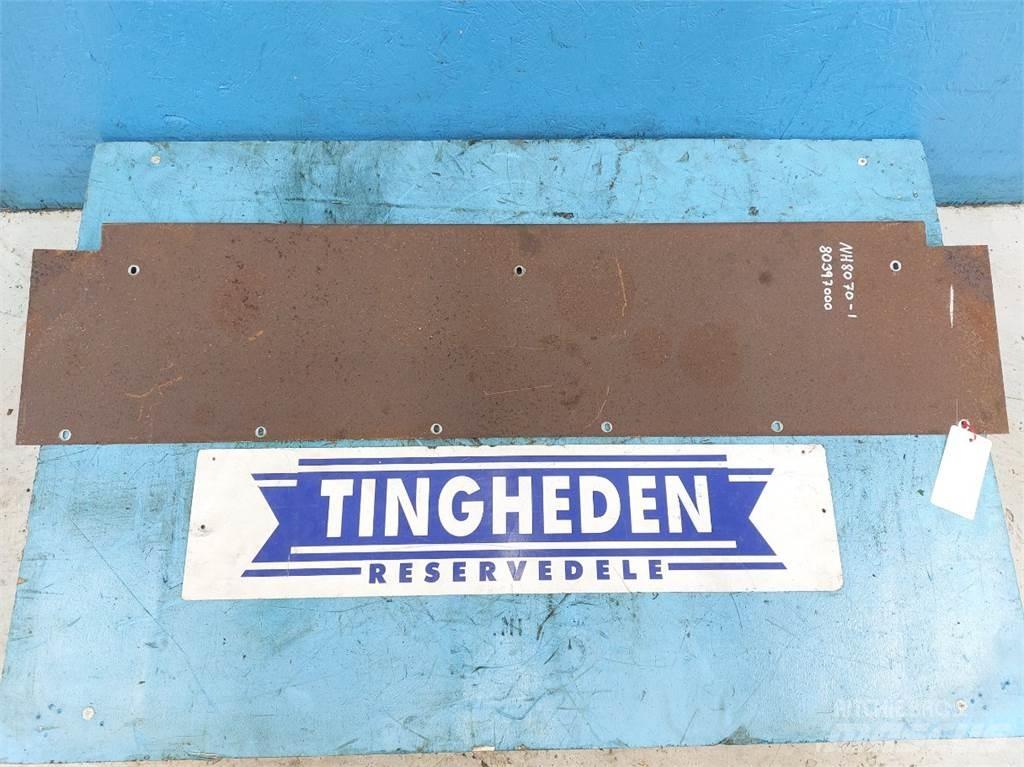 NH8070-1
80397000
TINGHEDEN
RESERVEDELE